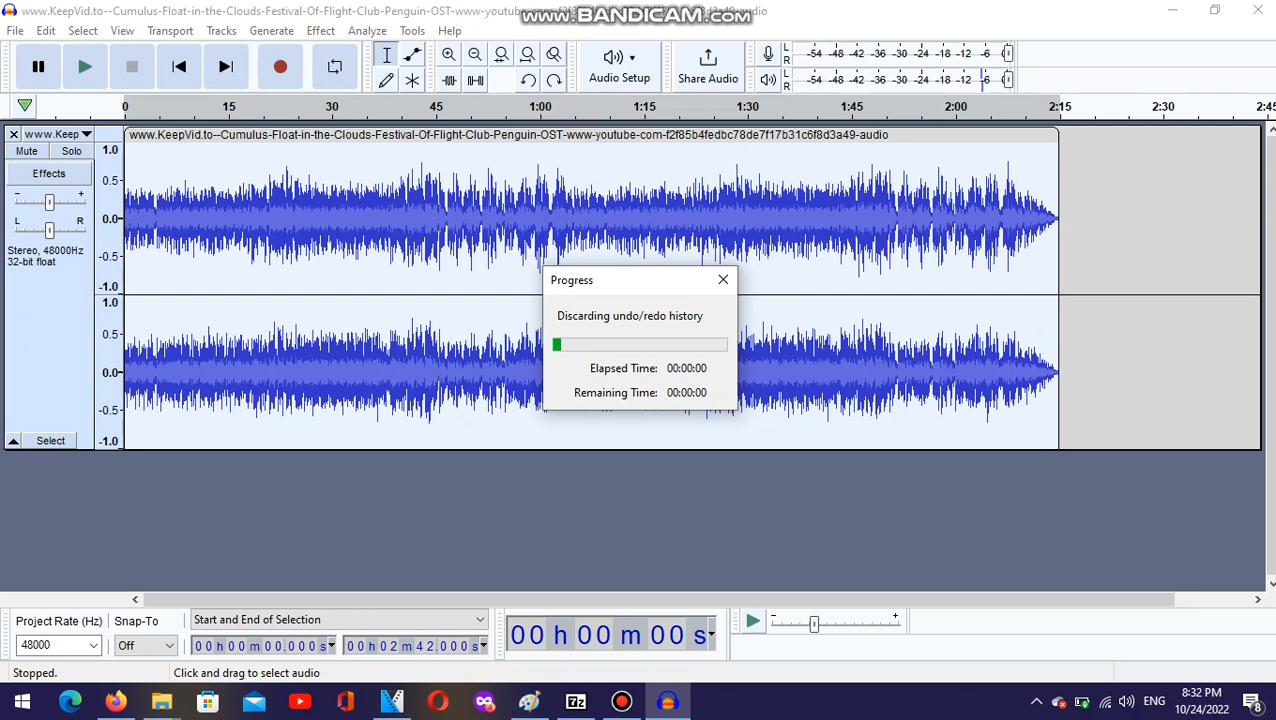 www.KeepVid.to--Cumulus-Float-in-the-Clouds-Festival-Of-Flight-Club-Penguin-OST-www-youtube-com-f2f85b4fedbc78de7f17b31c6f8d3a49-audio
www.BANDICAM.com
File Edit Select View Transport Tracks Generate Effect Analyze Tools Help
Audio Setup
Share Audio
L R -54 -48 -42 -36 -30 -24 -18 -12 -6 0
L R -54 -48 -42 -36 -30 -24 -18 -12 -6 0
0 15 30 45 1:00 1:15 1:30 1:45 2:00 2:15 2:30 2:45
www.Keep
www.KeepVid.to--Cumulus-Float-in-the-Clouds-Festival-Of-Flight-Club-Penguin-OST-www-youtube-com-f2f85b4fedbc78de7f17b31c6f8d3a49-audio
Mute Solo
Effects
- +
L R
Stereo, 48000Hz
32-bit float
Select
1.0
0.5
0.0
-0.5
-1.0
1.0
0.5
0.0
-0.5
-1.0
Progress
Discarding undo/redo history
Elapsed Time: 00:00:00
Remaining Time: 00:00:00
Project Rate (Hz) Snap-To Start and End of Selection
48000 Off 00 h 00 m 00.000 s 00 h 02 m 42.000 s
00 h 00 m 00 s
- +
Stopped. Click and drag to select audio
7z
ENG
8:32 PM
10/24/2022
8